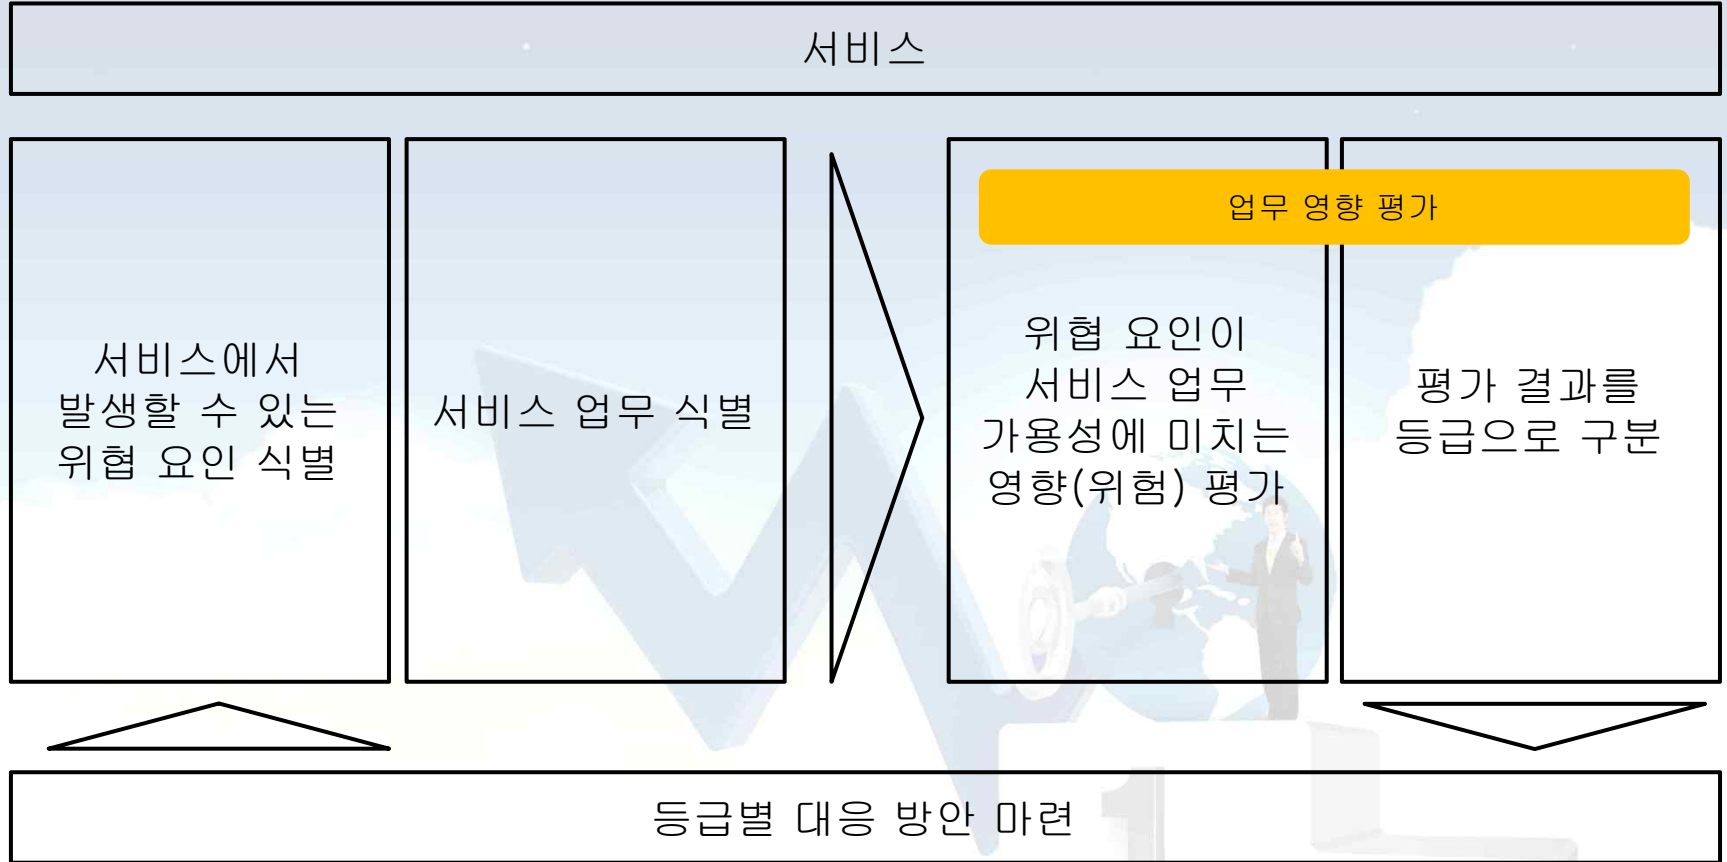 서비스
서비스에서
발생할 수 있는
위협 요인 식별
서비스 업무 식별
업무 영향 평가
위협 요인이
서비스 업무
가용성에 미치는
영향(위험) 평가
평가 결과를
등급으로 구분
등급별 대응 방안 마련